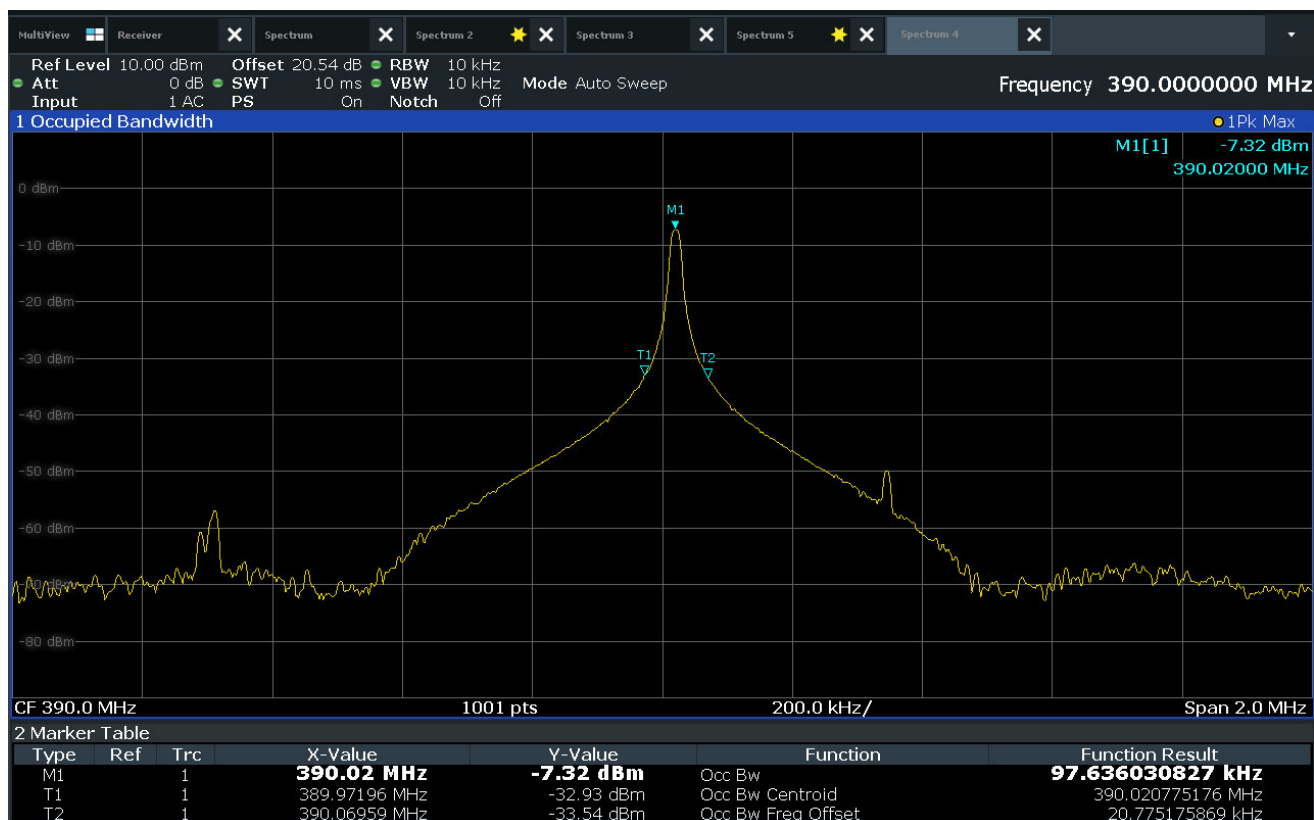 MultiView Receiver Spectrum Spectrum 2 Spectrum 3 Spectrum 5 Spectrum 4
Ref Level 10.00 dBm Offset 20.54 dB RBW 10 kHz
Att 0 dB SWT 10 ms VBW 10 kHz Mode Auto Sweep
Input 1 AC PS On Notch Off
Frequency 390.0000000 MHz
1 Occupied Bandwidth 1Pk Max
M1[1] -7.32 dBm
390.02000 MHz
0 dBm
M1
-10 dBm
-20 dBm
-30 dBm
T1 T2
-40 dBm
-50 dBm
-60 dBm
-70 dBm
-80 dBm
CF 390.0 MHz 1001 pts 200.0 kHz/ Span 2.0 MHz
2 Marker Table
Type Ref Trc X-Value Y-Value Function Function Result
M1 1 390.02 MHz -7.32 dBm Occ Bw 97.636030827 kHz
T1 1 389.97196 MHz -32.93 dBm Occ Bw Centroid 390.020775176 MHz
T2 1 390.06959 MHz -33.54 dBm Occ Bw Freq Offset 20.775175869 kHz